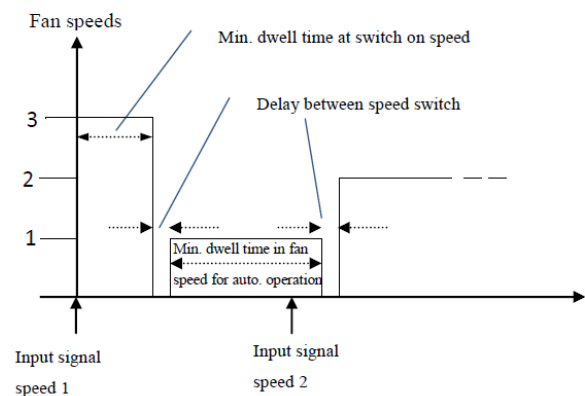 Fan speeds
Min. dwell time at switch on speed
Delay between speed switch
3
2
1
Min. dwell time in fan
speed for auto. operation
Input signal
speed 1
Input signal
speed 2